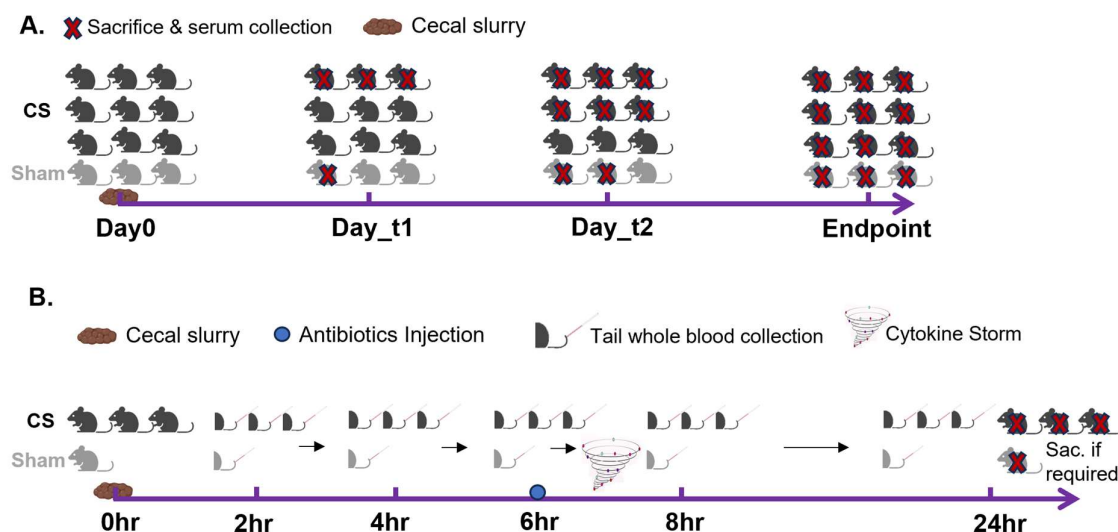 A.
Sacrifice & serum collection
Cecal slurry
CS
Sham
Day0
Day_t1
Day_t2
Endpoint
B.
Cecal slurry
Antibiotics Injection
Tail whole blood collection
Cytokine Storm
CS
Sham
Sac. if
required
0hr
2hr
4hr
6hr
8hr
24hr